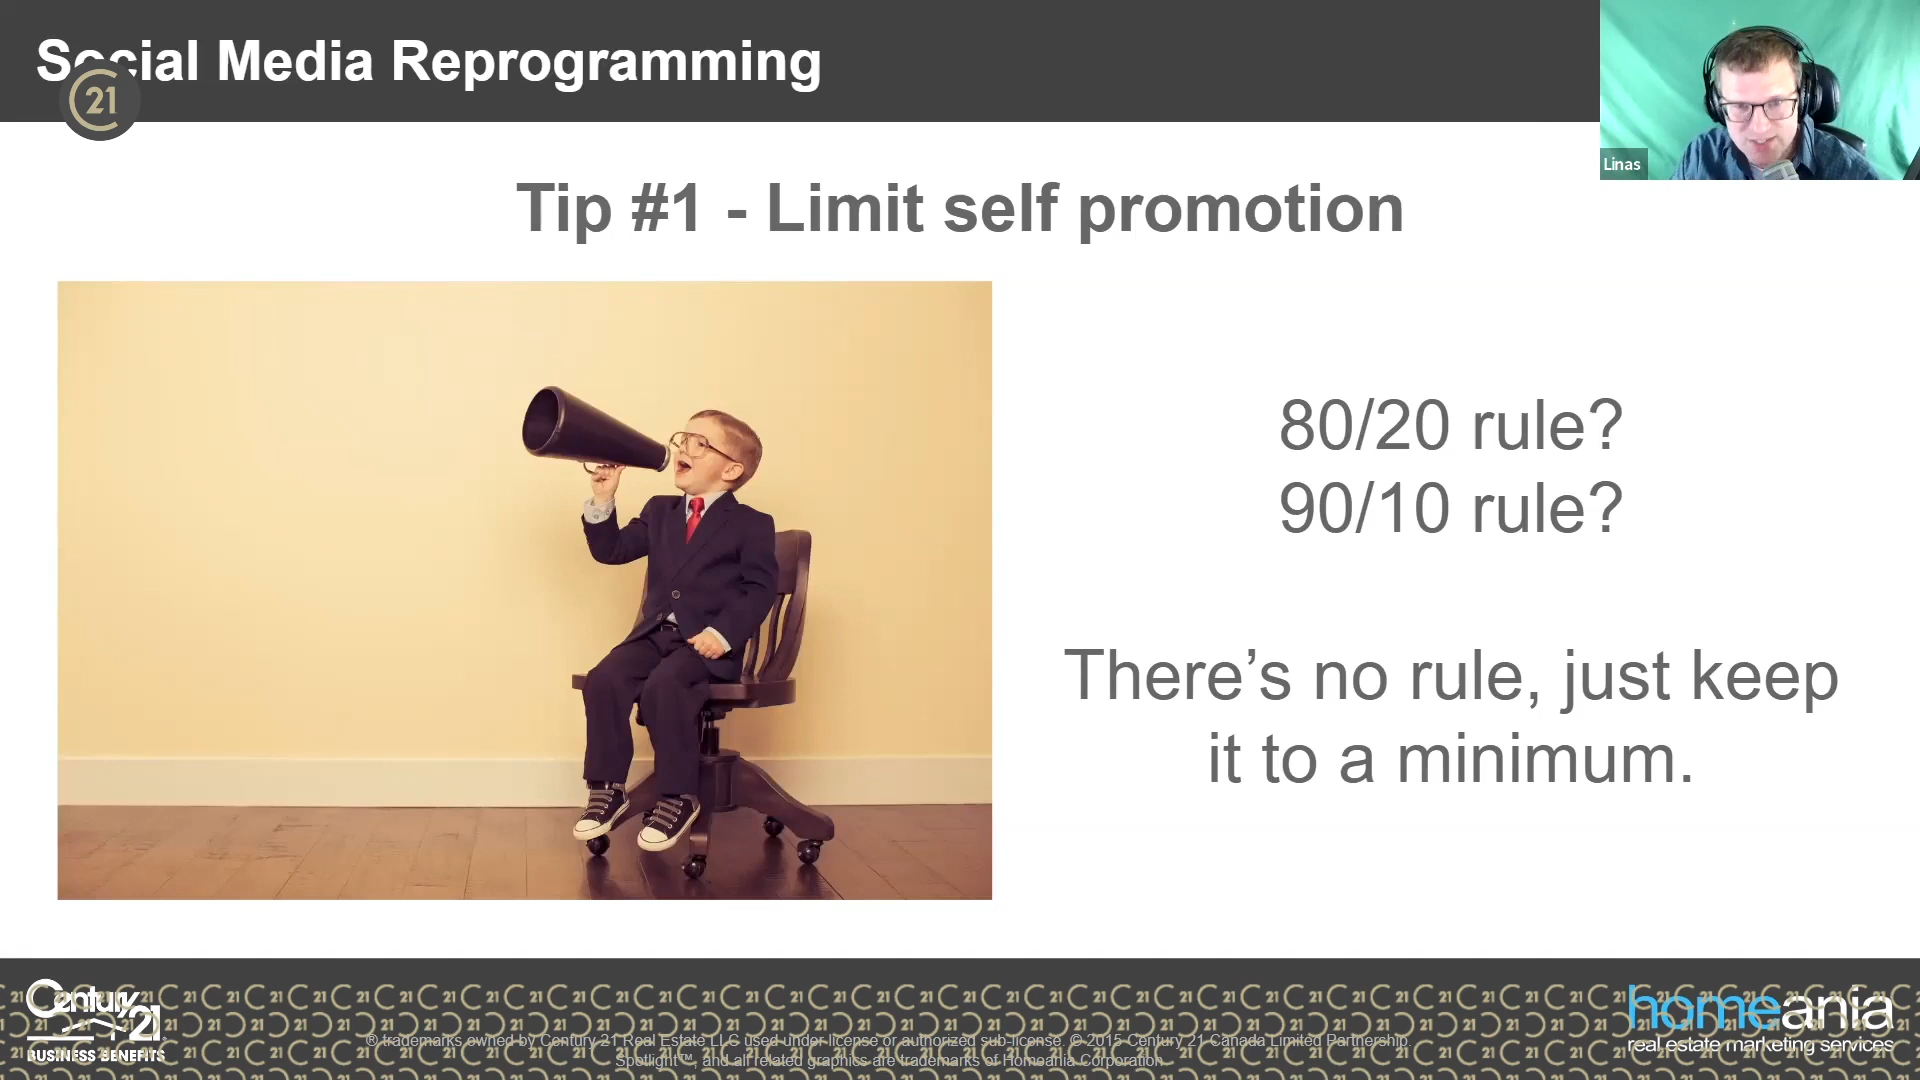 Social Media Reprogramming
21
Linas
Tip #1 - Limit self promotion
80/20 rule?
90/10 rule?
There’s no rule, just keep
it to a minimum.
Century 21
BUSINESS BENEFITS
® trademarks owned by Century 21 Real Estate LLC used under license or authorized sub-license. © 2015 Century 21 Canada Limited Partnership.
Spotlight™, and all related graphics are trademarks of Homeania Corporation.
homeania
real estate marketing services